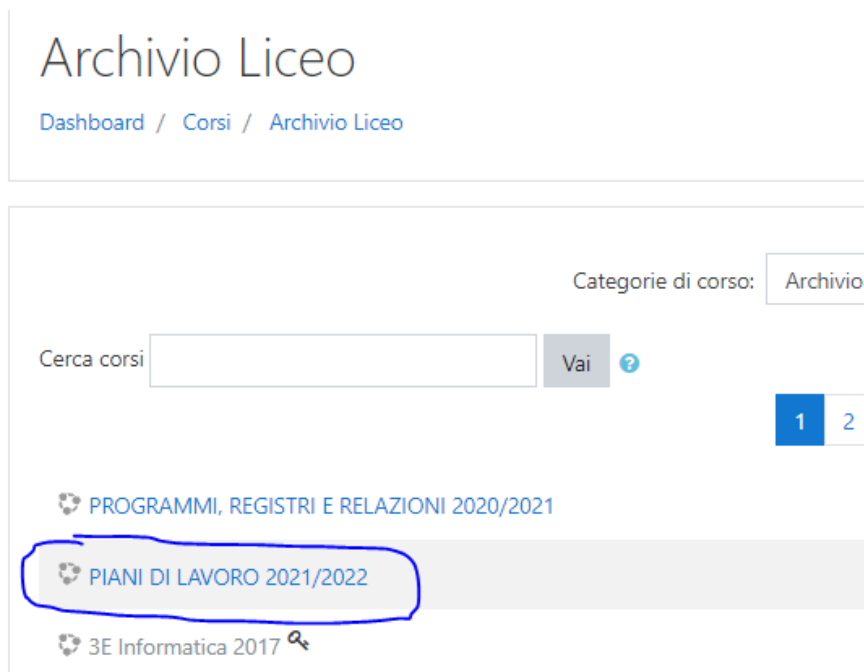 Archivio Liceo
Dashboard / Corsi / Archivio Liceo
Categorie di corso: Archivio
Cerca corsi Vai
1 2
PROGRAMMI, REGISTRI E RELAZIONI 2020/2021
PIANI DI LAVORO 2021/2022
3E Informatica 2017